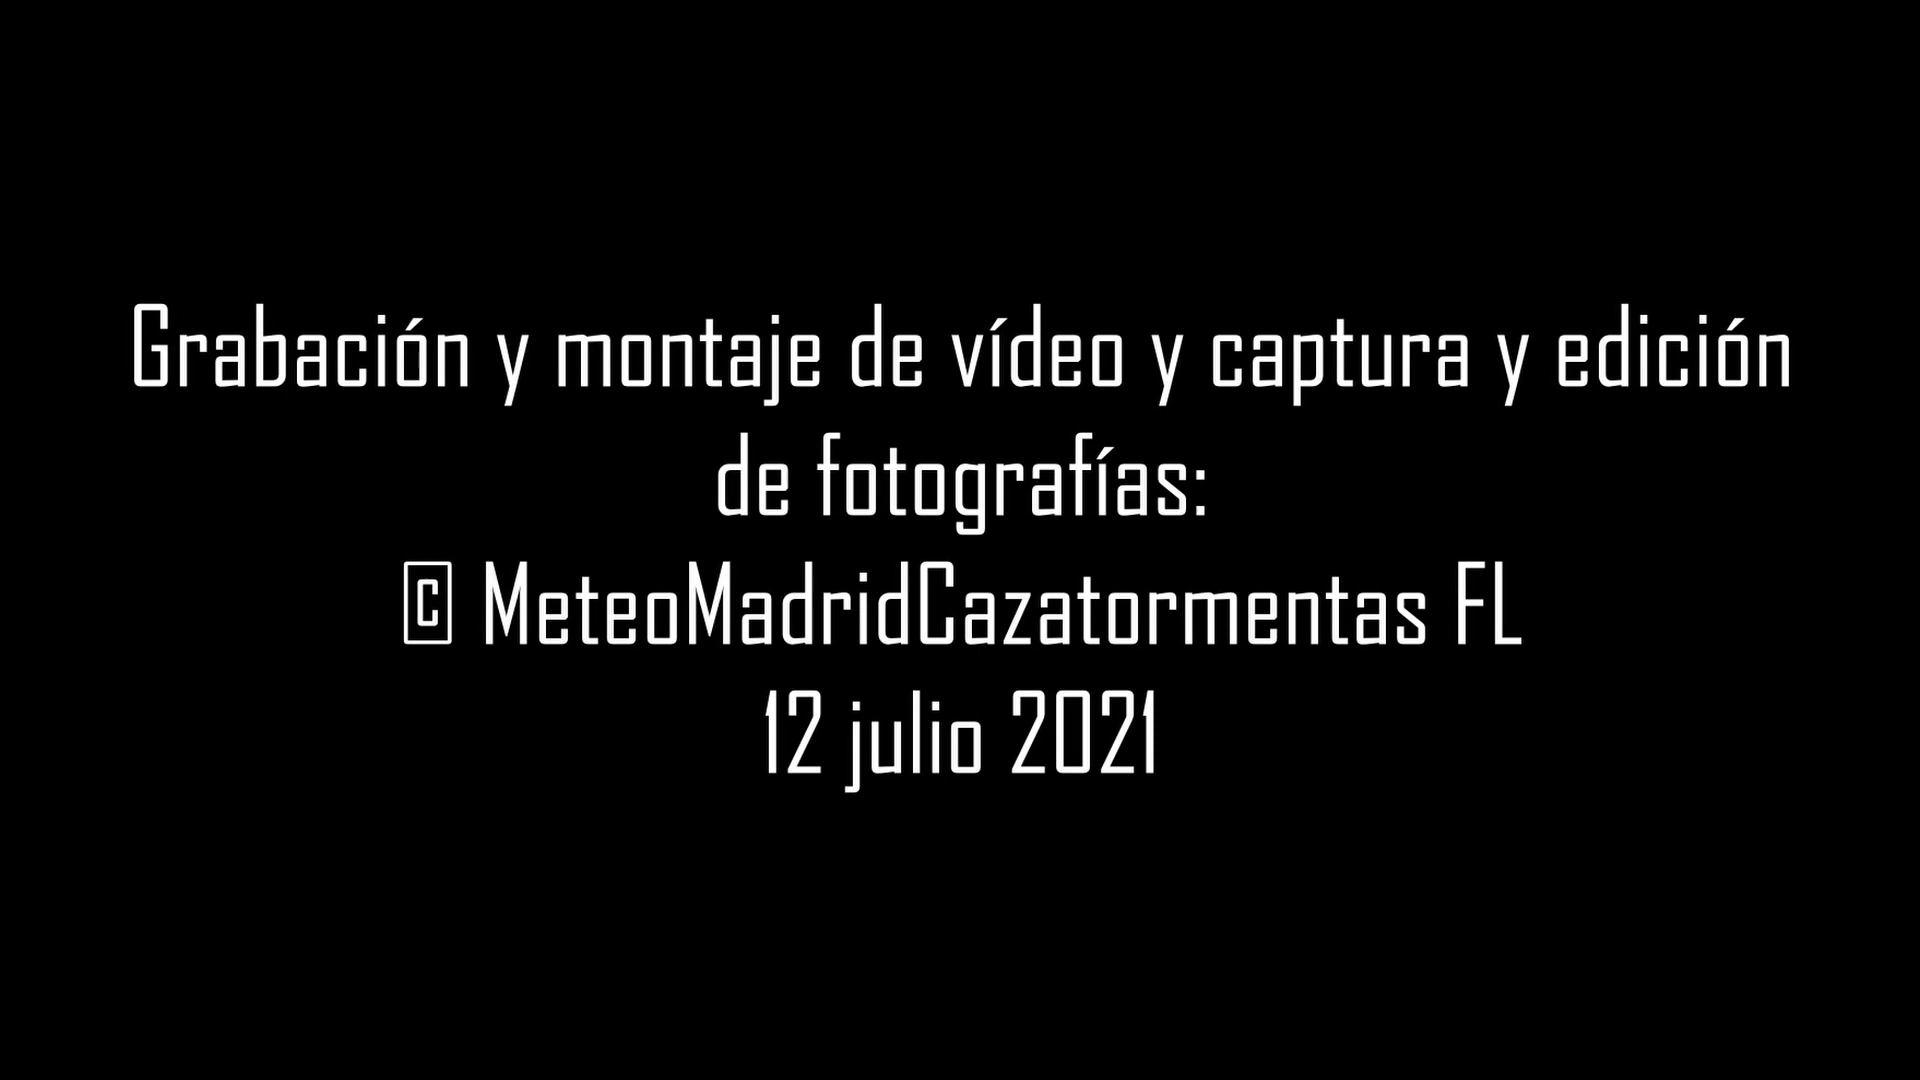 Grabación y montaje de vídeo y captura y edición
de fotografías:
© MeteoMadridCazatormentas FL
12 julio 2021